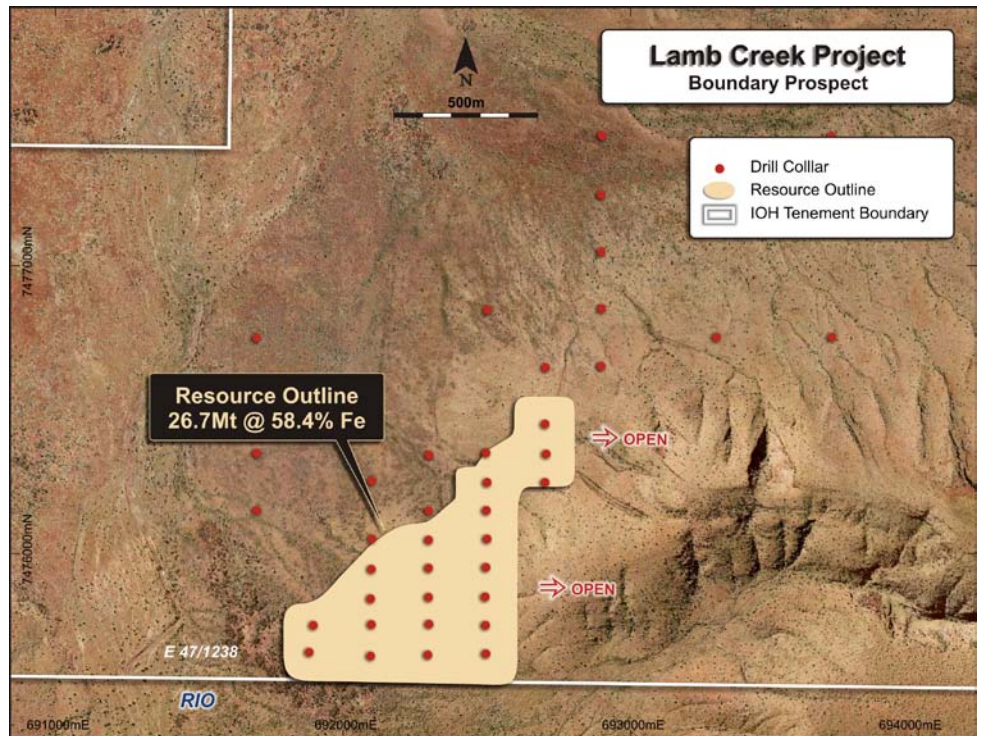 Lamb Creek Project
Boundary Prospect
N
500m
Drill Colllar
Resource Outline
IOH Tenement Boundary
7477000mN
Resource Outline
26.7Mt @ 58.4% Fe
OPEN
7476000mN
OPEN
E 47/1238
RIO
691000mE
692000mE
693000mE
694000mE